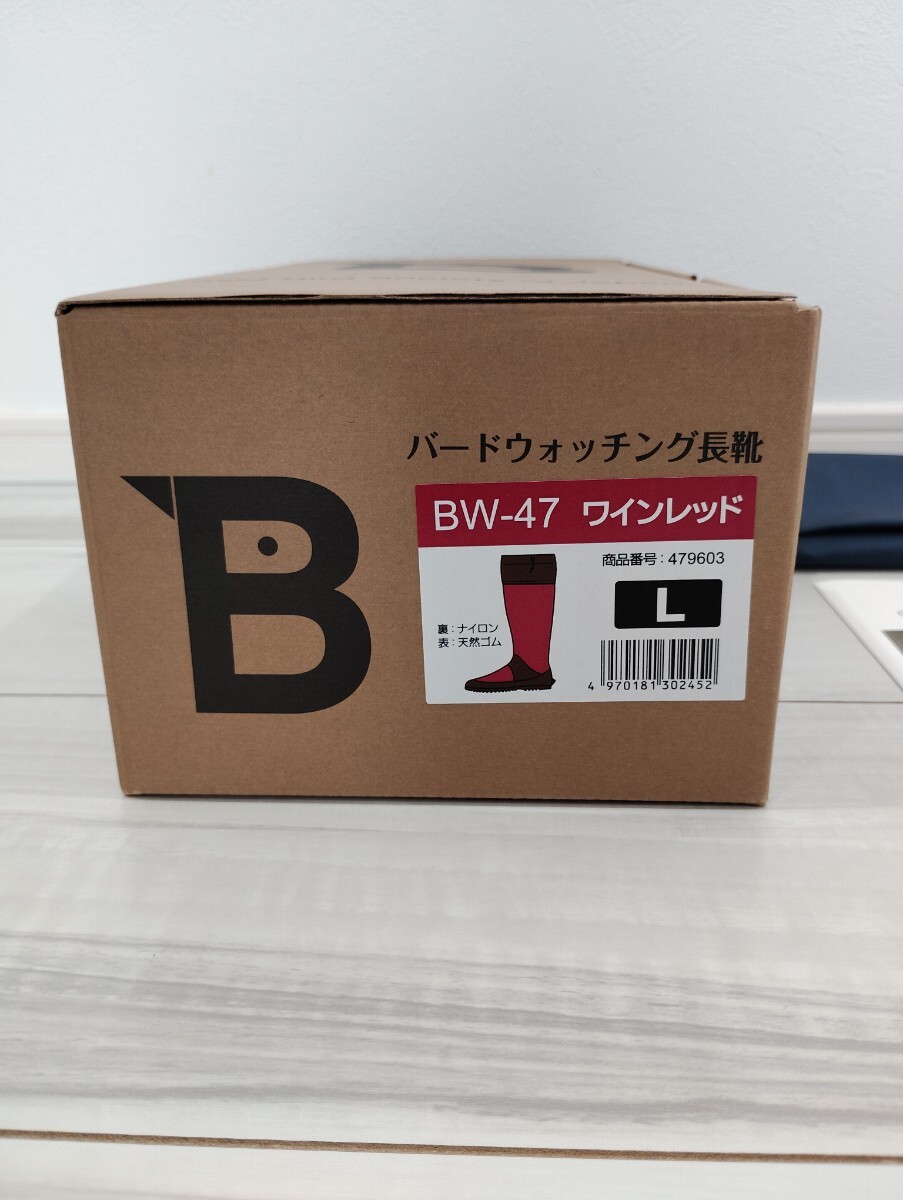 バードウォッチング長靴
B
BW-47 ワインレッド
商品番号：479603
L
裏：ナイロン
表：天然ゴム
4 970181 302452